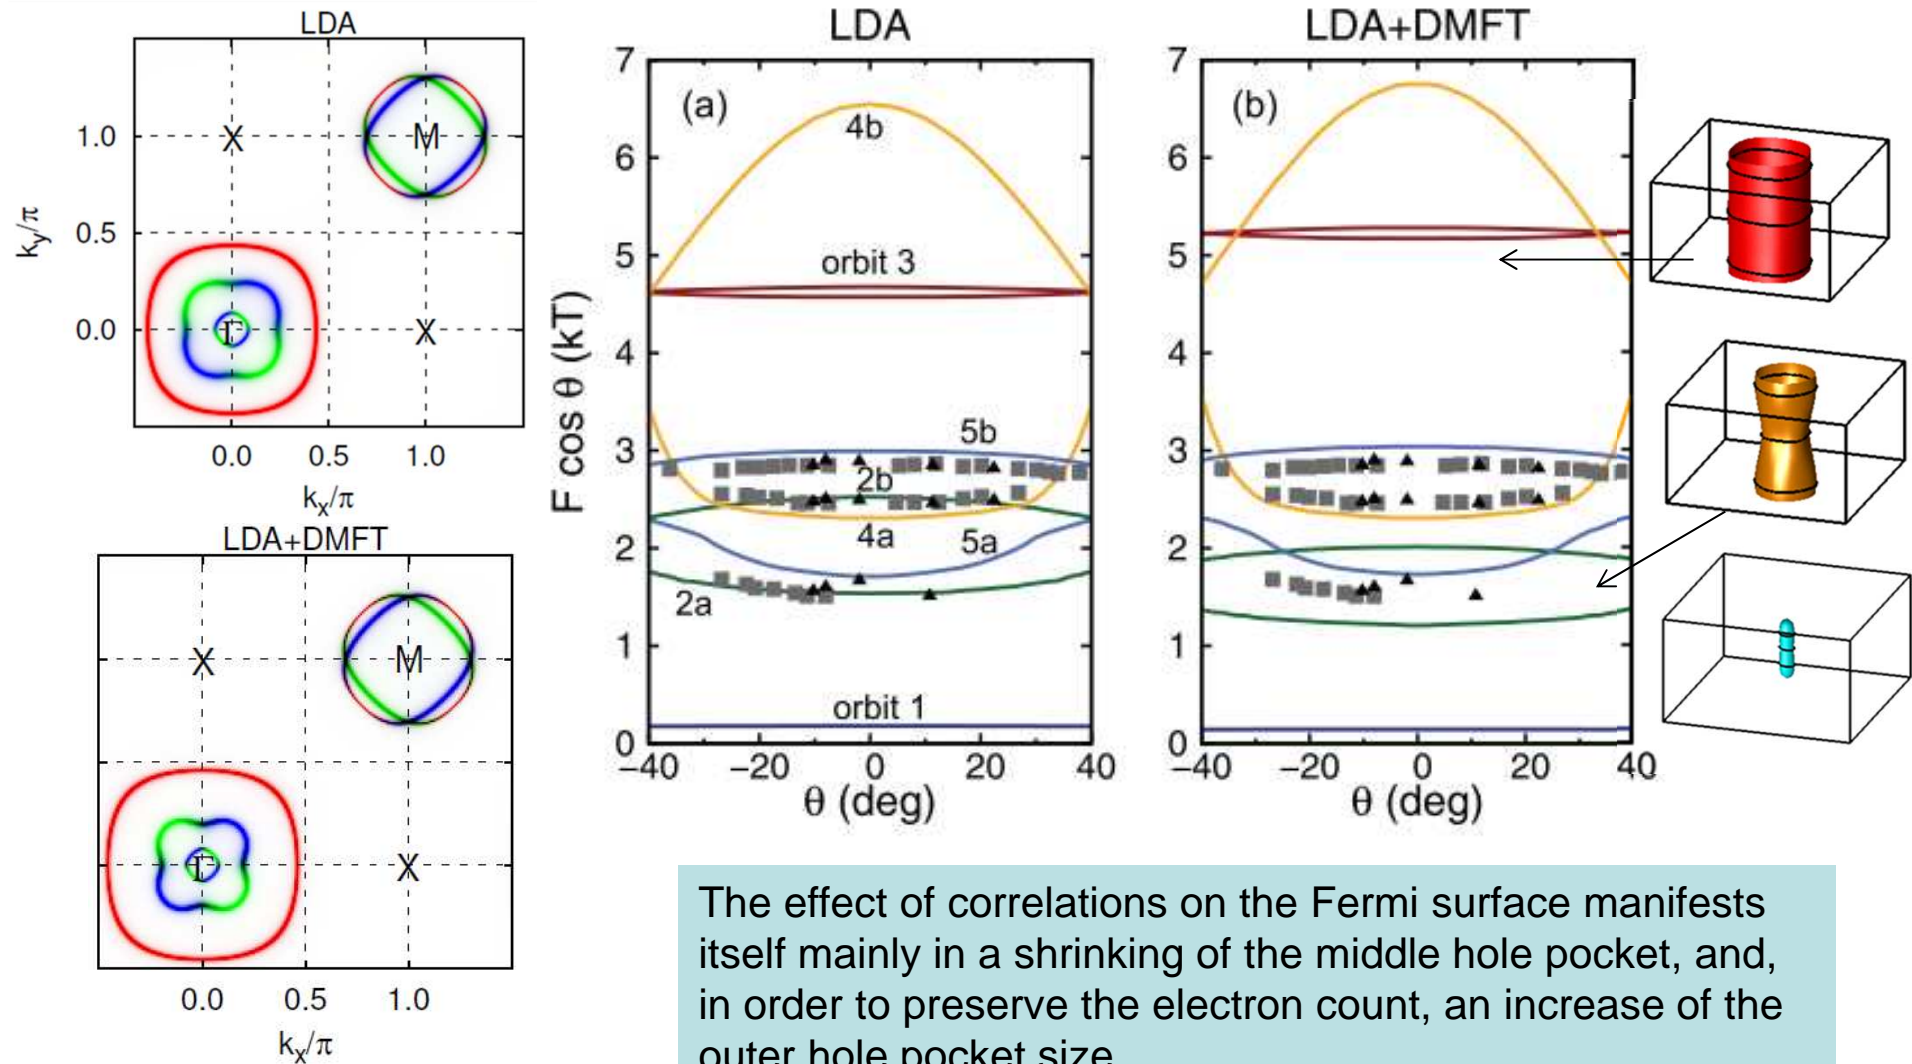 LDA
X
M
Γ
X
1.0
0.5
0.0
k_y/π
0.0 0.5 1.0
k_x/π
LDA+DMFT
X
M
Γ
X
0.0 0.5 1.0
k_x/π
LDA
(a)
4b
orbit 3
5b
2b
4a
5a
2a
orbit 1
7
6
5
4
3
2
1
0
F cos θ (kT)
−40 −20 0 20 40
θ (deg)
LDA+DMFT
(b)
7
6
5
4
3
2
1
0
−40 −20 0 20 40
θ (deg)
The effect of correlations on the Fermi surface manifests
itself mainly in a shrinking of the middle hole pocket, and,
in order to preserve the electron count, an increase of the
outer hole pocket size